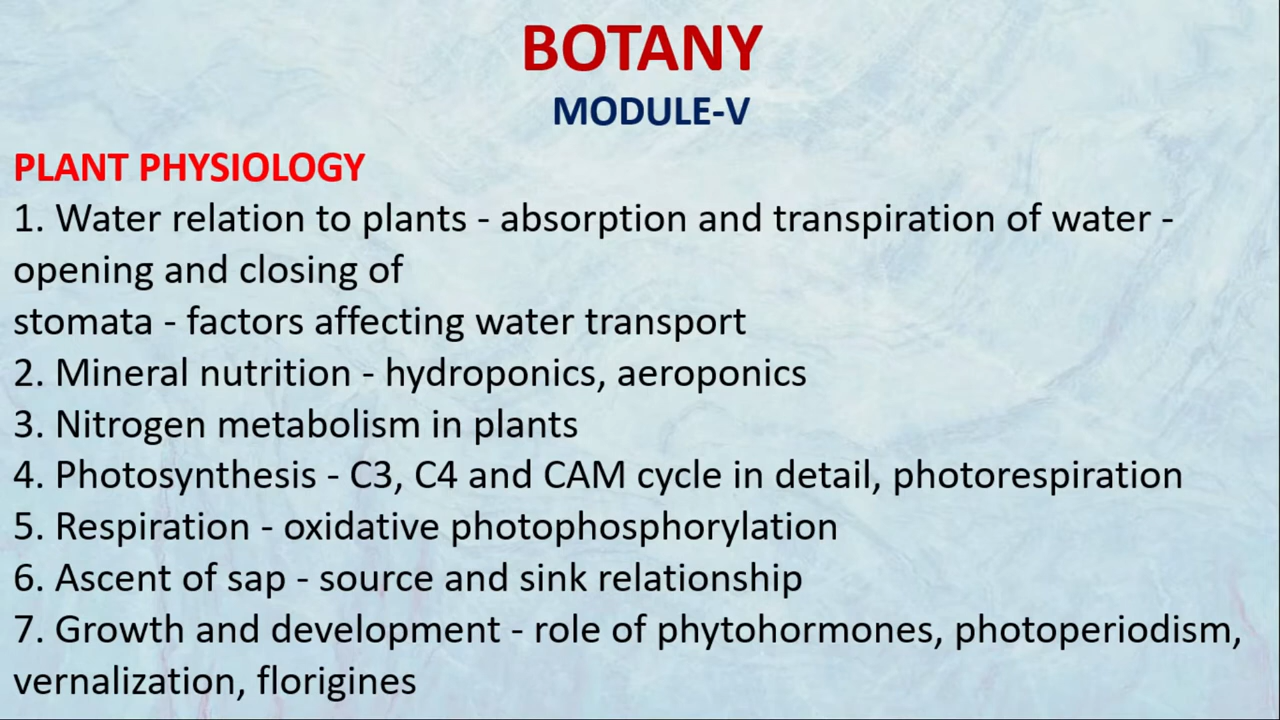 BOTANY
MODULE-V
PLANT PHYSIOLOGY
1. Water relation to plants - absorption and transpiration of water -
opening and closing of
stomata - factors affecting water transport
2. Mineral nutrition - hydroponics, aeroponics
3. Nitrogen metabolism in plants
4. Photosynthesis - C3, C4 and CAM cycle in detail, photorespiration
5. Respiration - oxidative photophosphorylation
6. Ascent of sap - source and sink relationship
7. Growth and development - role of phytohormones, photoperiodism,
vernalization, florigines